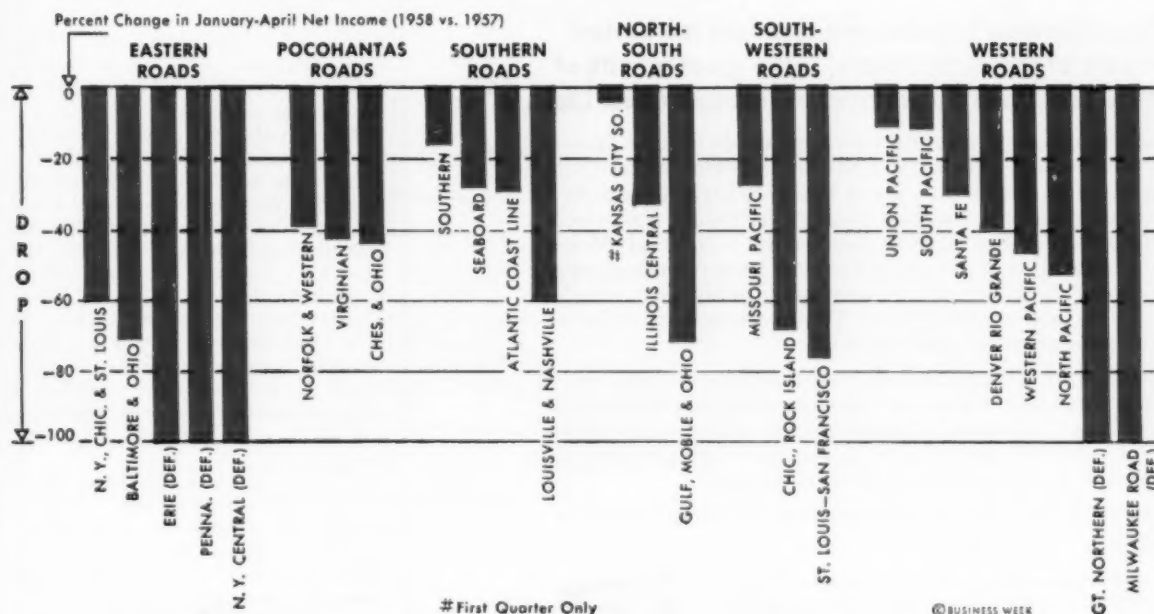 Percent Change in January-April Net Income (1958 vs. 1957)
EASTERN
ROADS
POCOHANTAS
ROADS
SOUTHERN
ROADS
NORTH-
SOUTH
ROADS
SOUTH-
WESTERN
ROADS
WESTERN
ROADS
0
-20
-40
-60
-80
-100
DROP
N. Y., CHIC. & ST. LOUIS
BALTIMORE & OHIO
ERIE (DEF.)
PENNA. (DEF.)
N. Y. CENTRAL (DEF.)
NORFOLK & WESTERN
VIRGINIAN
CHES. & OHIO
SOUTHERN
SEABOARD
ATLANTIC COAST LINE
LOUISVILLE & NASHVILLE
#KANSAS CITY SO.
ILLINOIS CENTRAL
GULF, MOBILE & OHIO
MISSOURI PACIFIC
CHIC., ROCK ISLAND
ST. LOUIS—SAN FRANCISCO
UNION PACIFIC
SOUTH PACIFIC
SANTA FE
DENVER RIO GRANDE
WESTERN PACIFIC
NORTH PACIFIC
GT. NORTHERN (DEF.)
MILWAUKEE ROAD
(DEF.)
#First Quarter Only
©BUSINESS WEEK